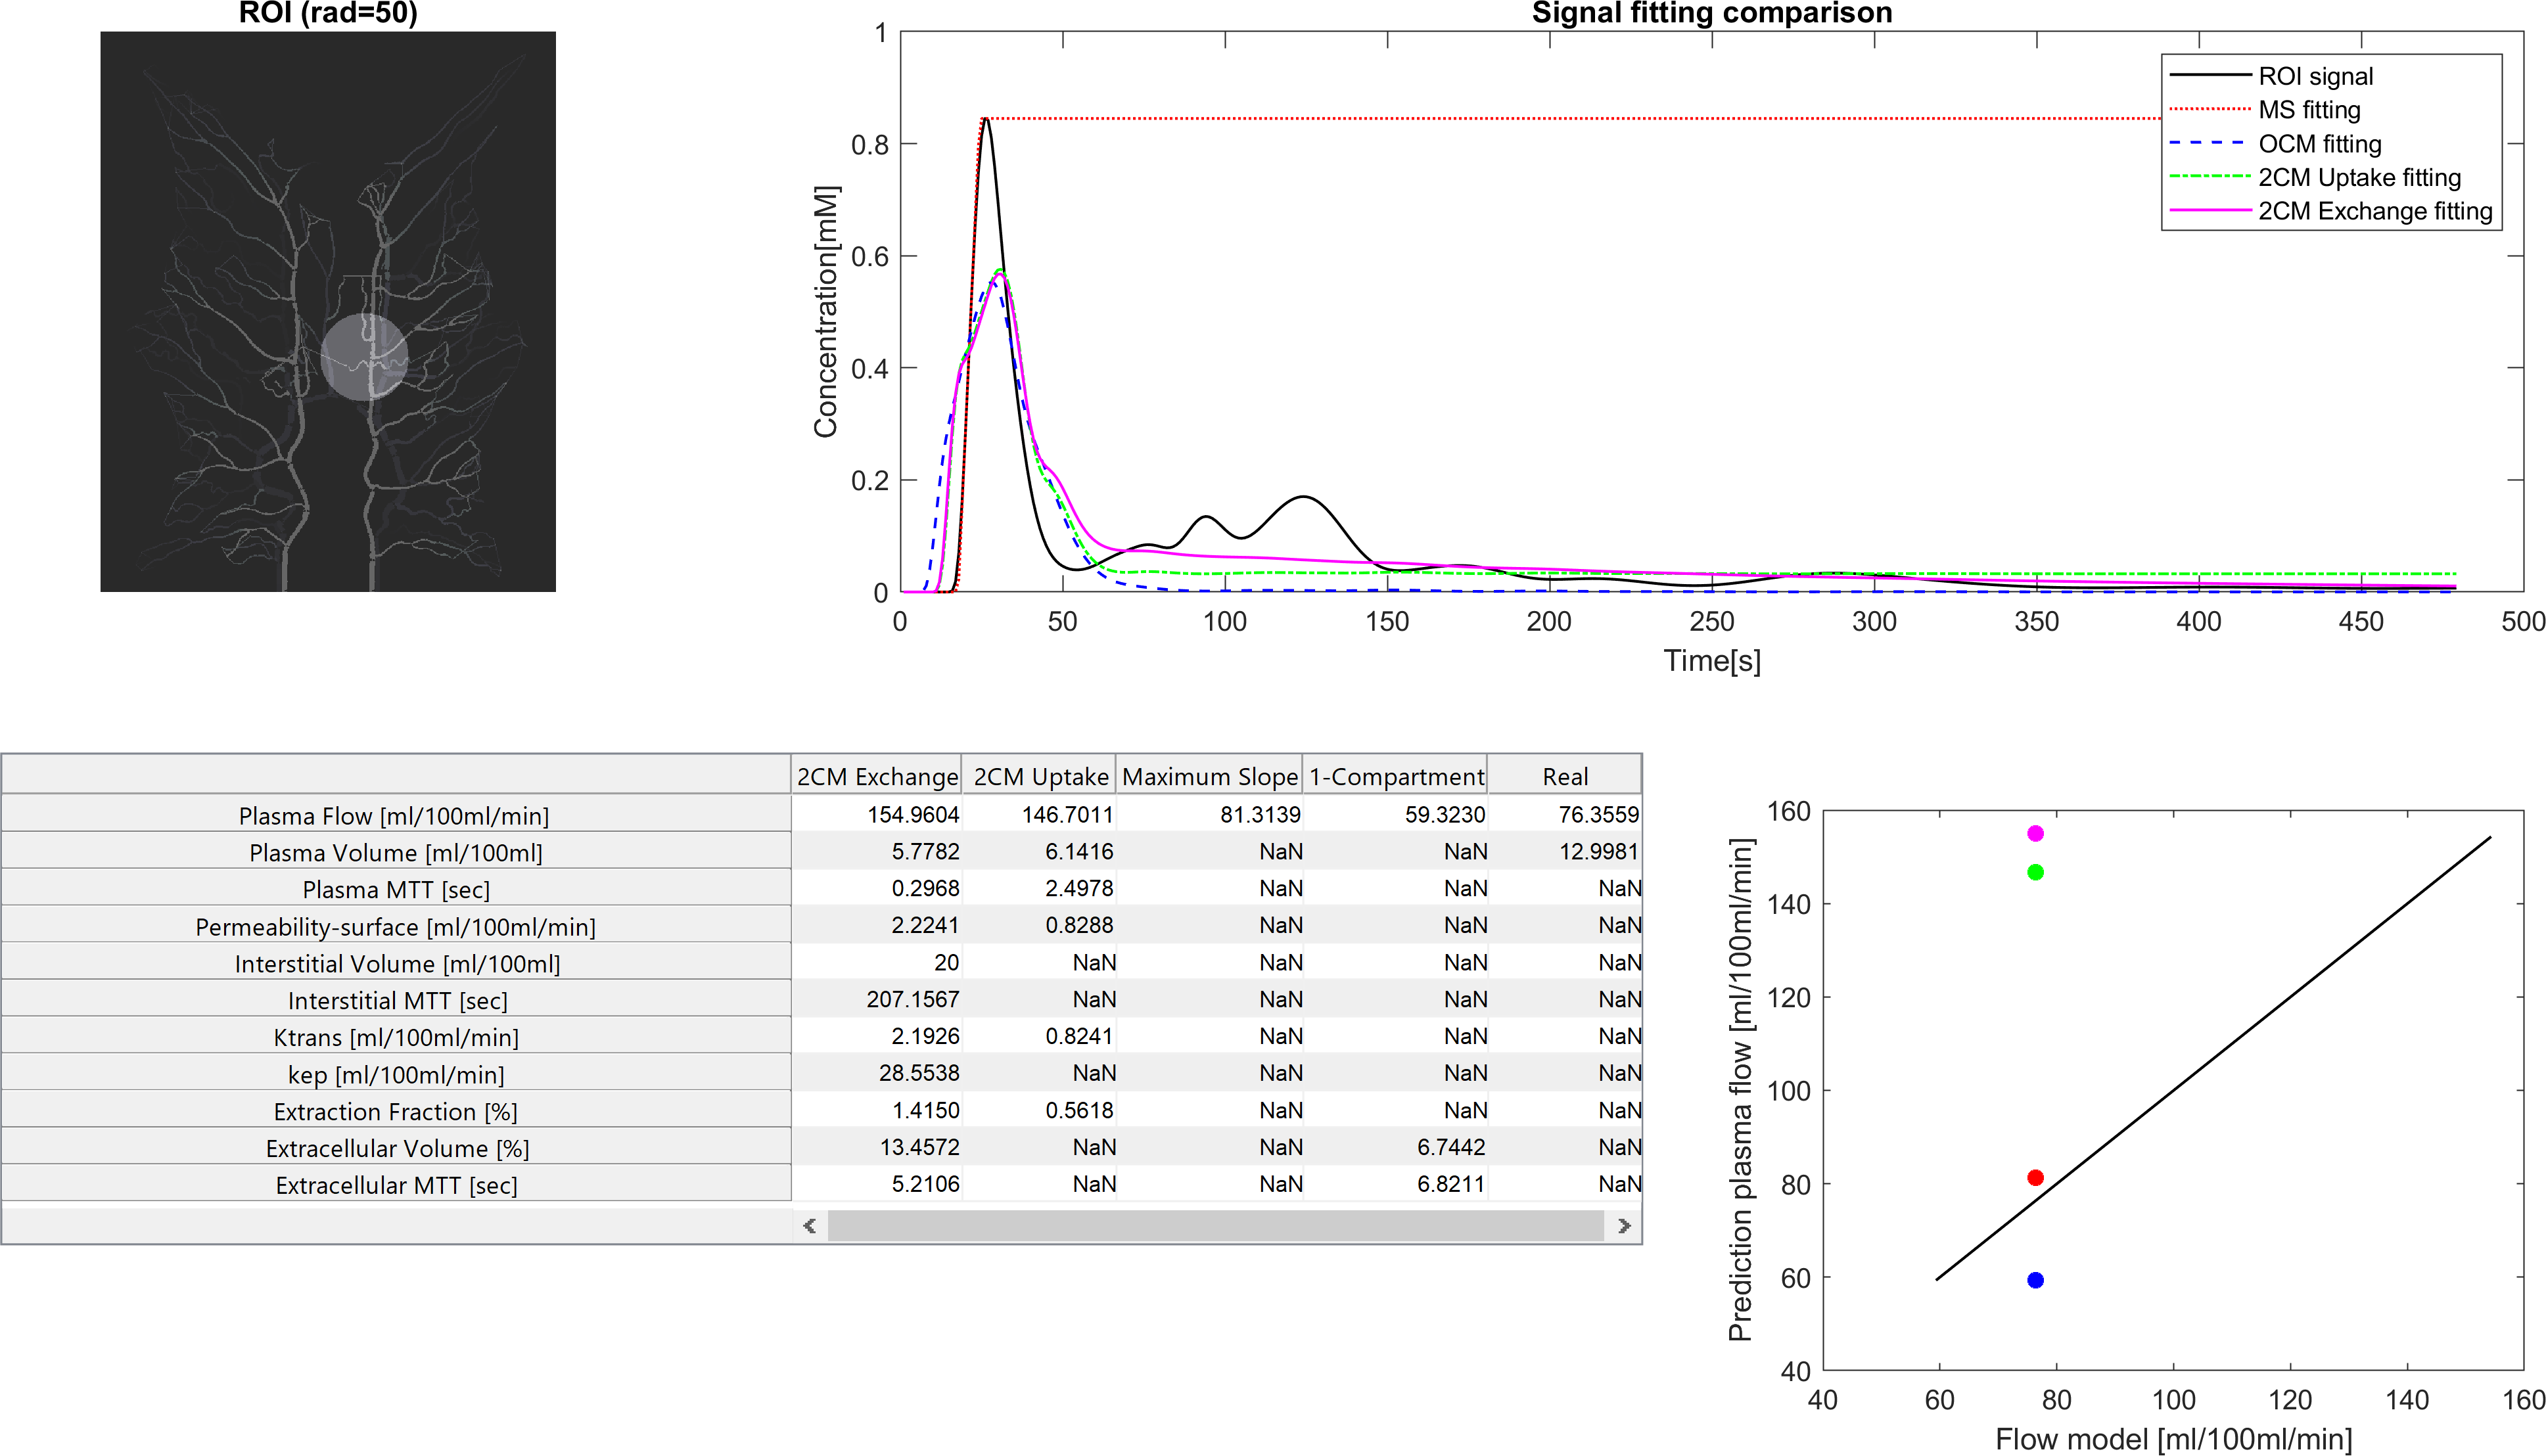 ROI (rad=50)
Signal fitting comparison
1
0.8
0.6
0.4
0.2
0
Concentration[mM]
0 50 100 150 200 250 300 350 400 450 500
Time[s]
ROI signal
MS fitting
OCM fitting
2CM Uptake fitting
2CM Exchange fitting
2CM Exchange 2CM Uptake Maximum Slope 1-Compartment Real
Plasma Flow [ml/100ml/min] 154.9604 146.7011 81.3139 59.3230 76.3559
Plasma Volume [ml/100ml] 5.7782 6.1416 NaN NaN 12.9981
Plasma MTT [sec] 0.2968 2.4978 NaN NaN NaN
Permeability-surface [ml/100ml/min] 2.2241 0.8288 NaN NaN NaN
Interstitial Volume [ml/100ml] 20 NaN NaN NaN NaN
Interstitial MTT [sec] 207.1567 NaN NaN NaN NaN
Ktrans [ml/100ml/min] 2.1926 0.8241 NaN NaN NaN
kep [ml/100ml/min] 28.5538 NaN NaN NaN NaN
Extraction Fraction [%] 1.4150 0.5618 NaN NaN NaN
Extracellular Volume [%] 13.4572 NaN NaN 6.7442 NaN
Extracellular MTT [sec] 5.2106 NaN NaN 6.8211 NaN
160
140
120
100
80
60
40
Prediction plasma flow [ml/100ml/min]
40 60 80 100 120 140 160
Flow model [ml/100ml/min]